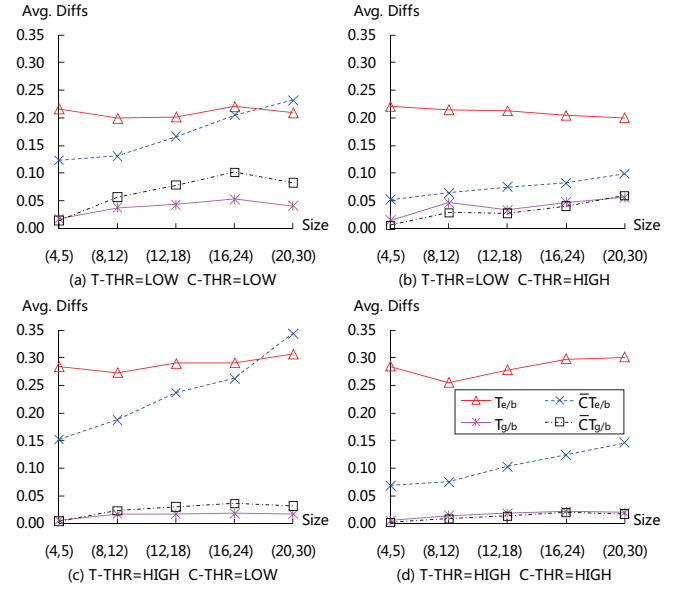 Avg. Diffs
0.35
0.30
0.25
0.20
0.15
0.10
0.05
0.00
Size
(4,5) (8,12) (12,18) (16,24) (20,30)
(a) T-THR=LOW C-THR=LOW
Avg. Diffs
0.35
0.30
0.25
0.20
0.15
0.10
0.05
0.00
Size
(4,5) (8,12) (12,18) (16,24) (20,30)
(b) T-THR=LOW C-THR=HIGH
Avg. Diffs
0.35
0.30
0.25
0.20
0.15
0.10
0.05
0.00
Size
(4,5) (8,12) (12,18) (16,24) (20,30)
(c) T-THR=HIGH C-THR=LOW
Avg. Diffs
0.35
0.30
0.25
0.20
0.15
0.10
0.05
0.00
Te/b C̅Te/b
Tg/b C̅Tg/b
Size
(4,5) (8,12) (12,18) (16,24) (20,30)
(d) T-THR=HIGH C-THR=HIGH